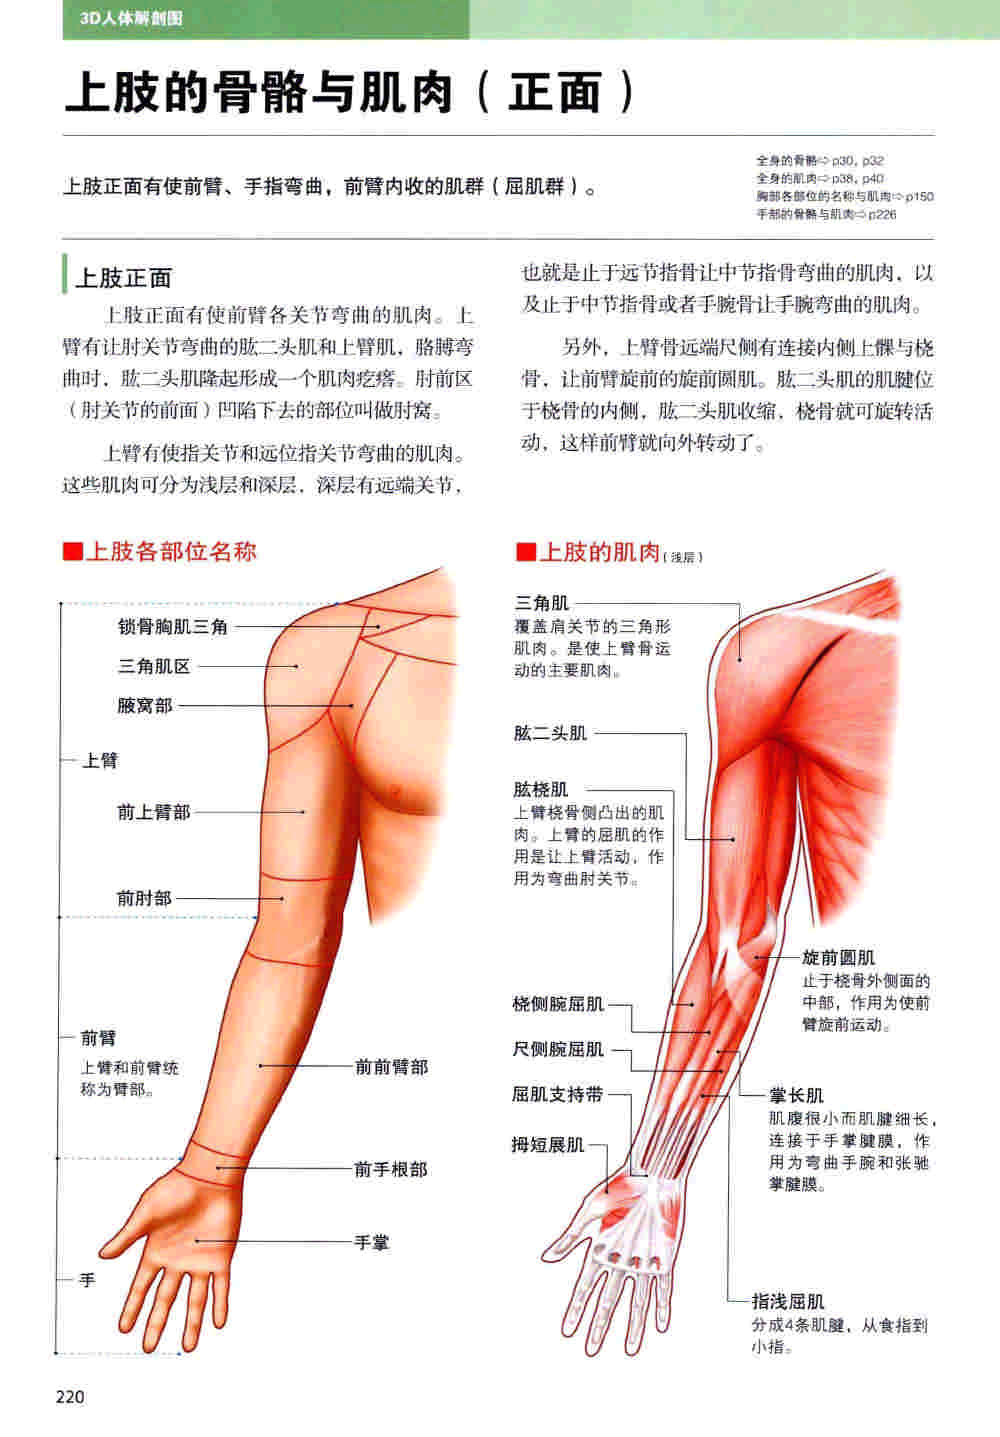 3D人体解剖图
上肢的骨骼与肌肉（正面）
上肢正面有使前臂、手指弯曲，前臂内收的肌群（屈肌群）。
全身的骨骼⇨p30，p32
全身的肌肉⇨p38，p40
胸部各部位的名称与肌肉⇨p150
手部的骨骼与肌肉⇨p226
上肢正面
上肢正面有使前臂各关节弯曲的肌肉。上
臂有让肘关节弯曲的肱二头肌和上臂肌，胳膊弯
曲时，肱二头肌隆起形成一个肌肉疙瘩。肘前区
（肘关节的前面）凹陷下去的部位叫做肘窝。
上臂有使指关节和远位指关节弯曲的肌肉。
这些肌肉可分为浅层和深层，深层有远端关节，
也就是止于远节指骨让中节指骨弯曲的肌肉，以
及止于中节指骨或者手腕骨让手腕弯曲的肌肉。
另外，上臂骨远端尺侧有连接内侧上髁与桡
骨，让前臂旋前的旋前圆肌。肱二头肌的肌腱位
于桡骨的内侧，肱二头肌收缩，桡骨就可旋转活
动，这样前臂就向外转动了。
■上肢各部位名称
锁骨胸肌三角
三角肌区
腋窝部
上臂
前上臂部
前肘部
前臂
上臂和前臂统
称为臂部。
前前臂部
前手根部
手掌
手
■上肢的肌肉（浅层）
三角肌
覆盖肩关节的三角形
肌肉。是使上臂骨运
动的主要肌肉。
肱二头肌
肱桡肌
上臂桡骨侧凸出的肌
肉。上臂的屈肌的作
用是让上臂活动，作
用为弯曲肘关节。
旋前圆肌
止于桡骨外侧面的
中部，作用为使前
臂旋前运动。
桡侧腕屈肌
尺侧腕屈肌
屈肌支持带
拇短展肌
掌长肌
肌腹很小而肌腱细长，
连接于手掌腱膜，作
用为弯曲手腕和张驰
掌腱膜。
指浅屈肌
分成4条肌腱，从食指到
小指。
220